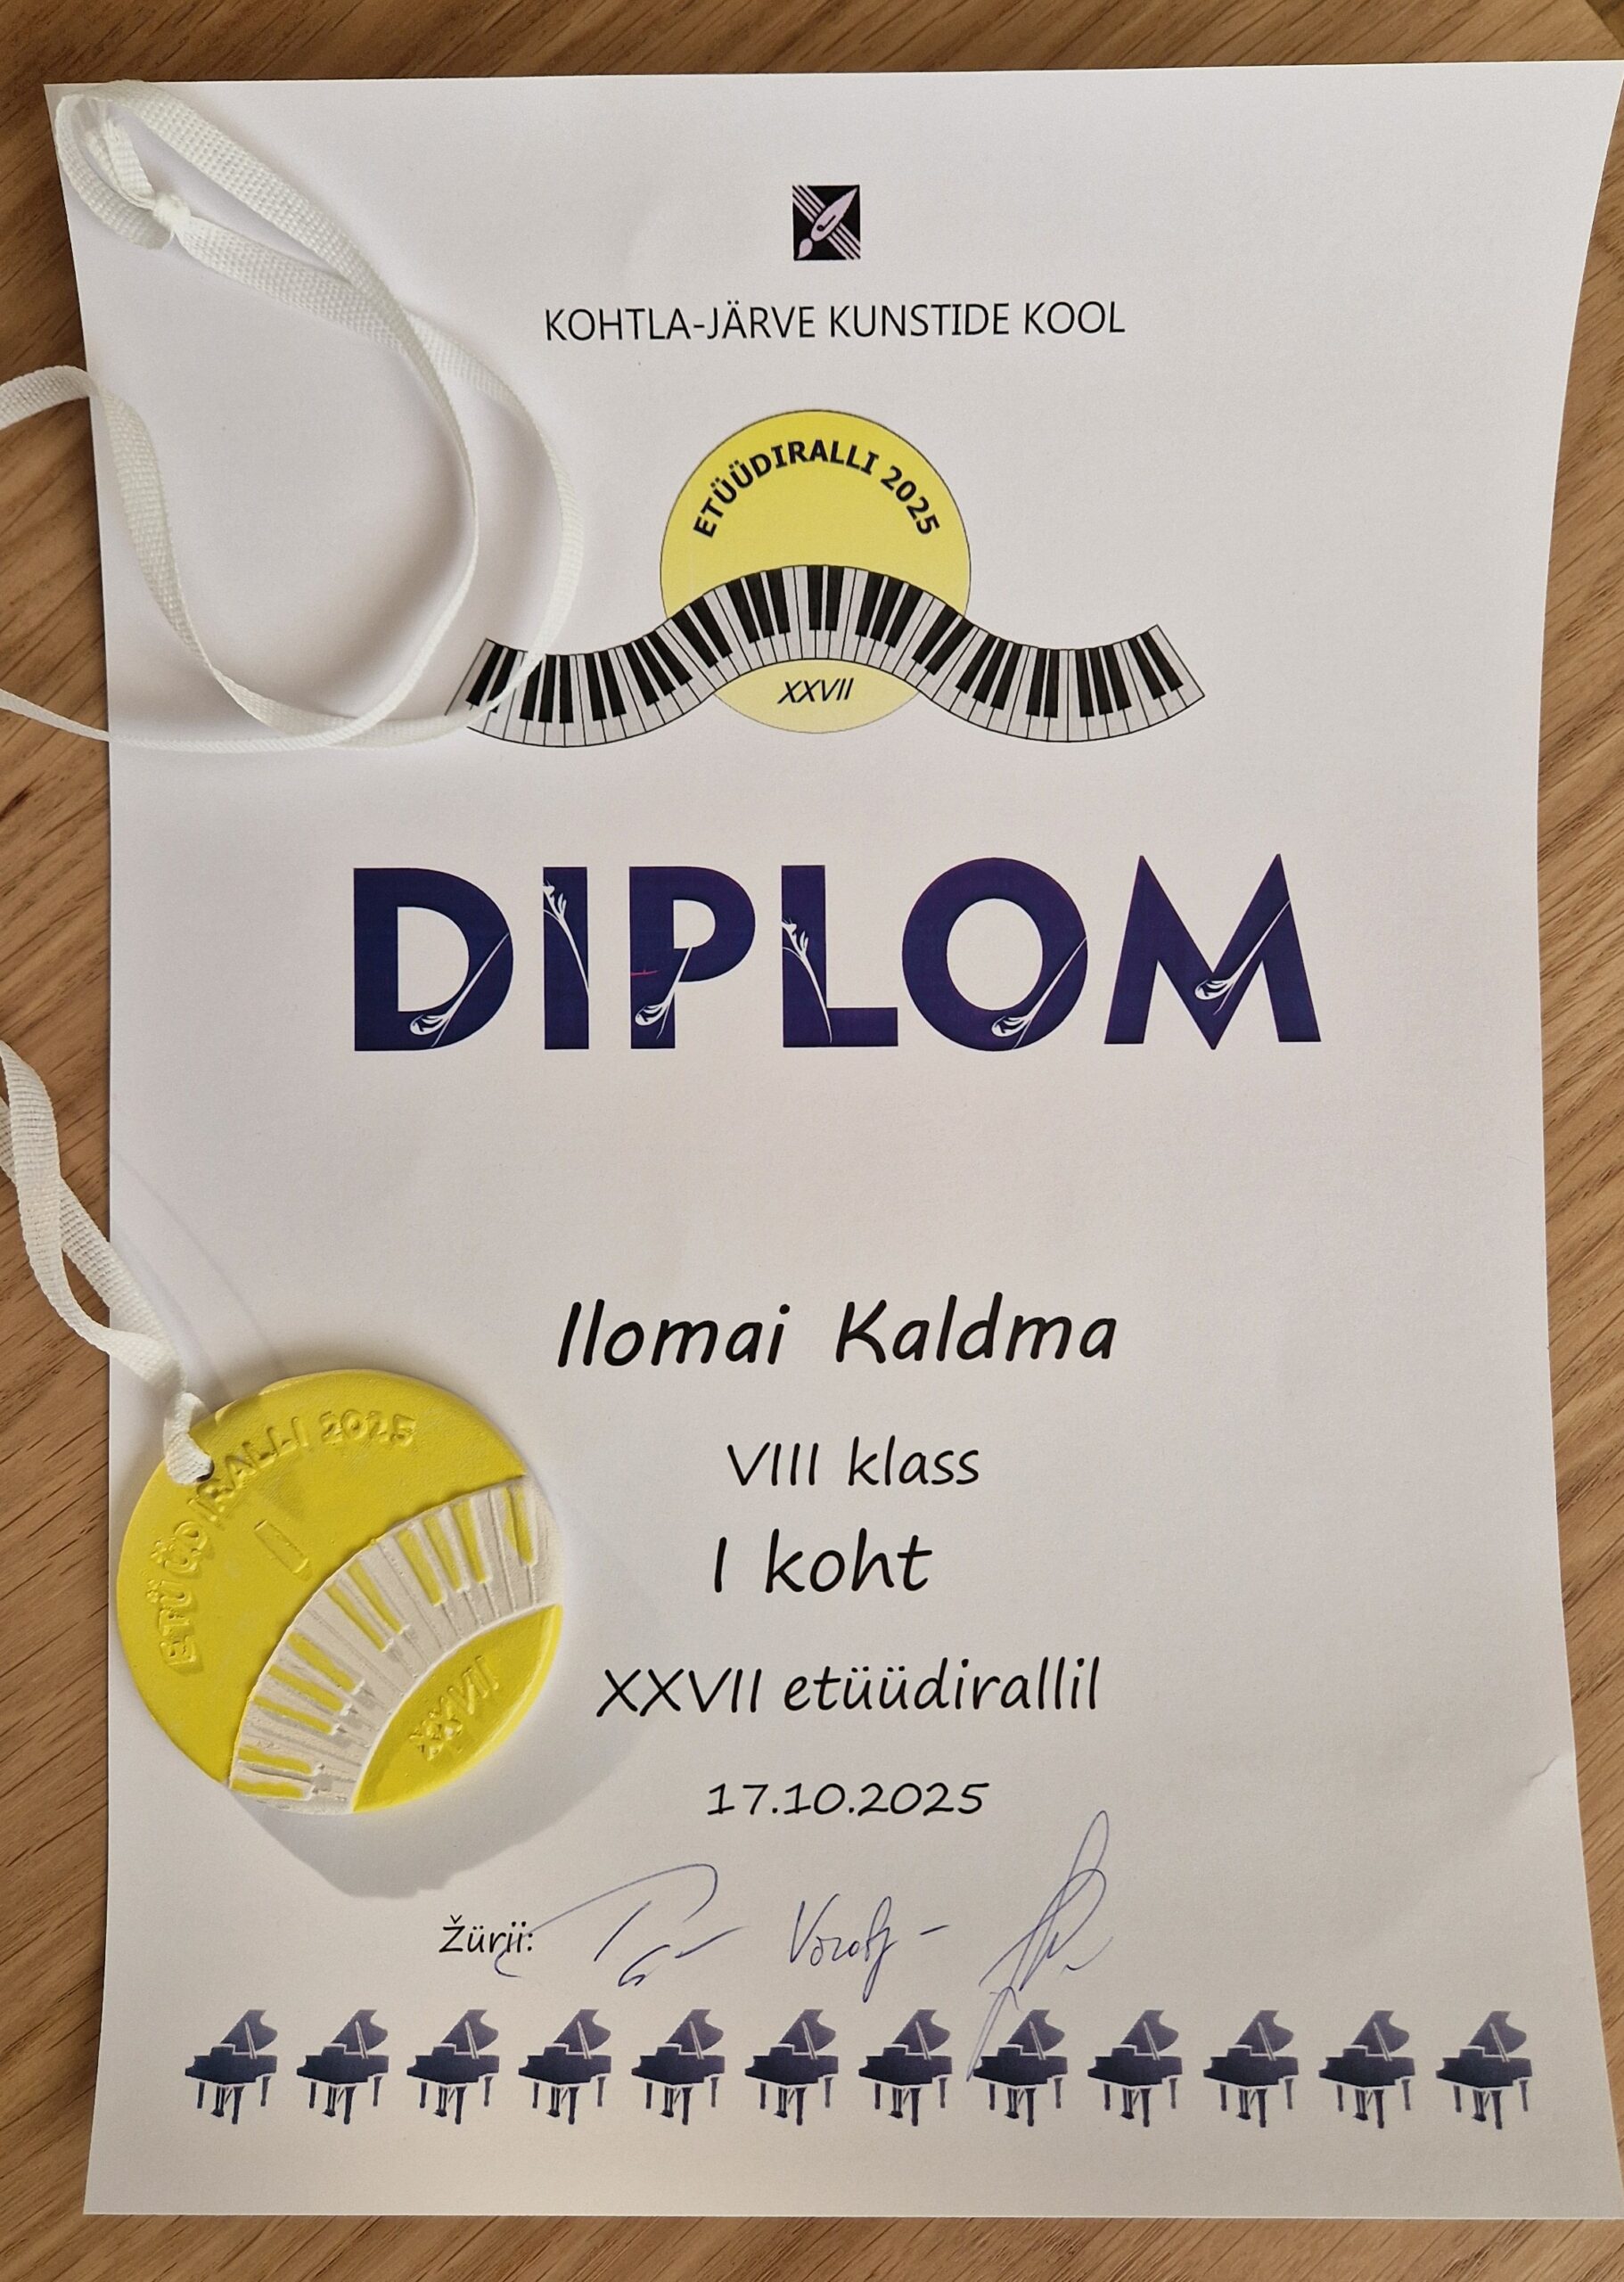 KOHTLA-JÄRVE KUNSTIDE KOOL
ETÜÜDIRALLI 2025
XXVII
DIPLOM
Ilomai Kaldma
VIII klass
I koht
XXVII etüüdirallil
17.10.2025
Žürii:
ETÜÜDIRALLI 2025
I
XXVII